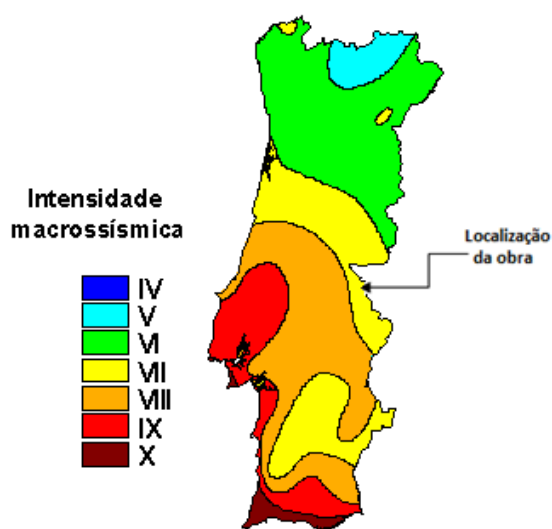 Intensidade
macrossísmica
IV
V
VI
VII
VIII
IX
X
Localização
da obra